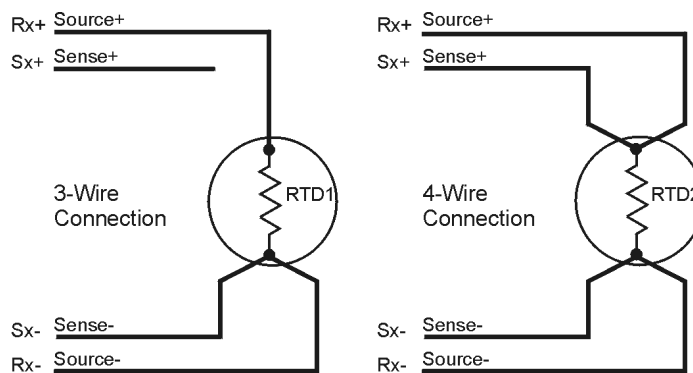 Rx+ Source+
Sx+ Sense+
RTD1
3-Wire
Connection
Sx- Sense-
Rx- Source-
Rx+ Source+
Sx+ Sense+
RTD2
4-Wire
Connection
Sx- Sense-
Rx- Source-